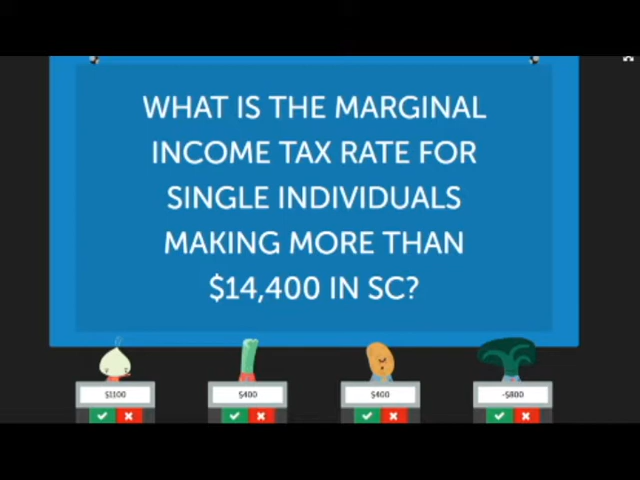 WHAT IS THE MARGINAL
INCOME TAX RATE FOR
SINGLE INDIVIDUALS
MAKING MORE THAN
$14,400 IN SC?
$1100 $400 $400 -$800